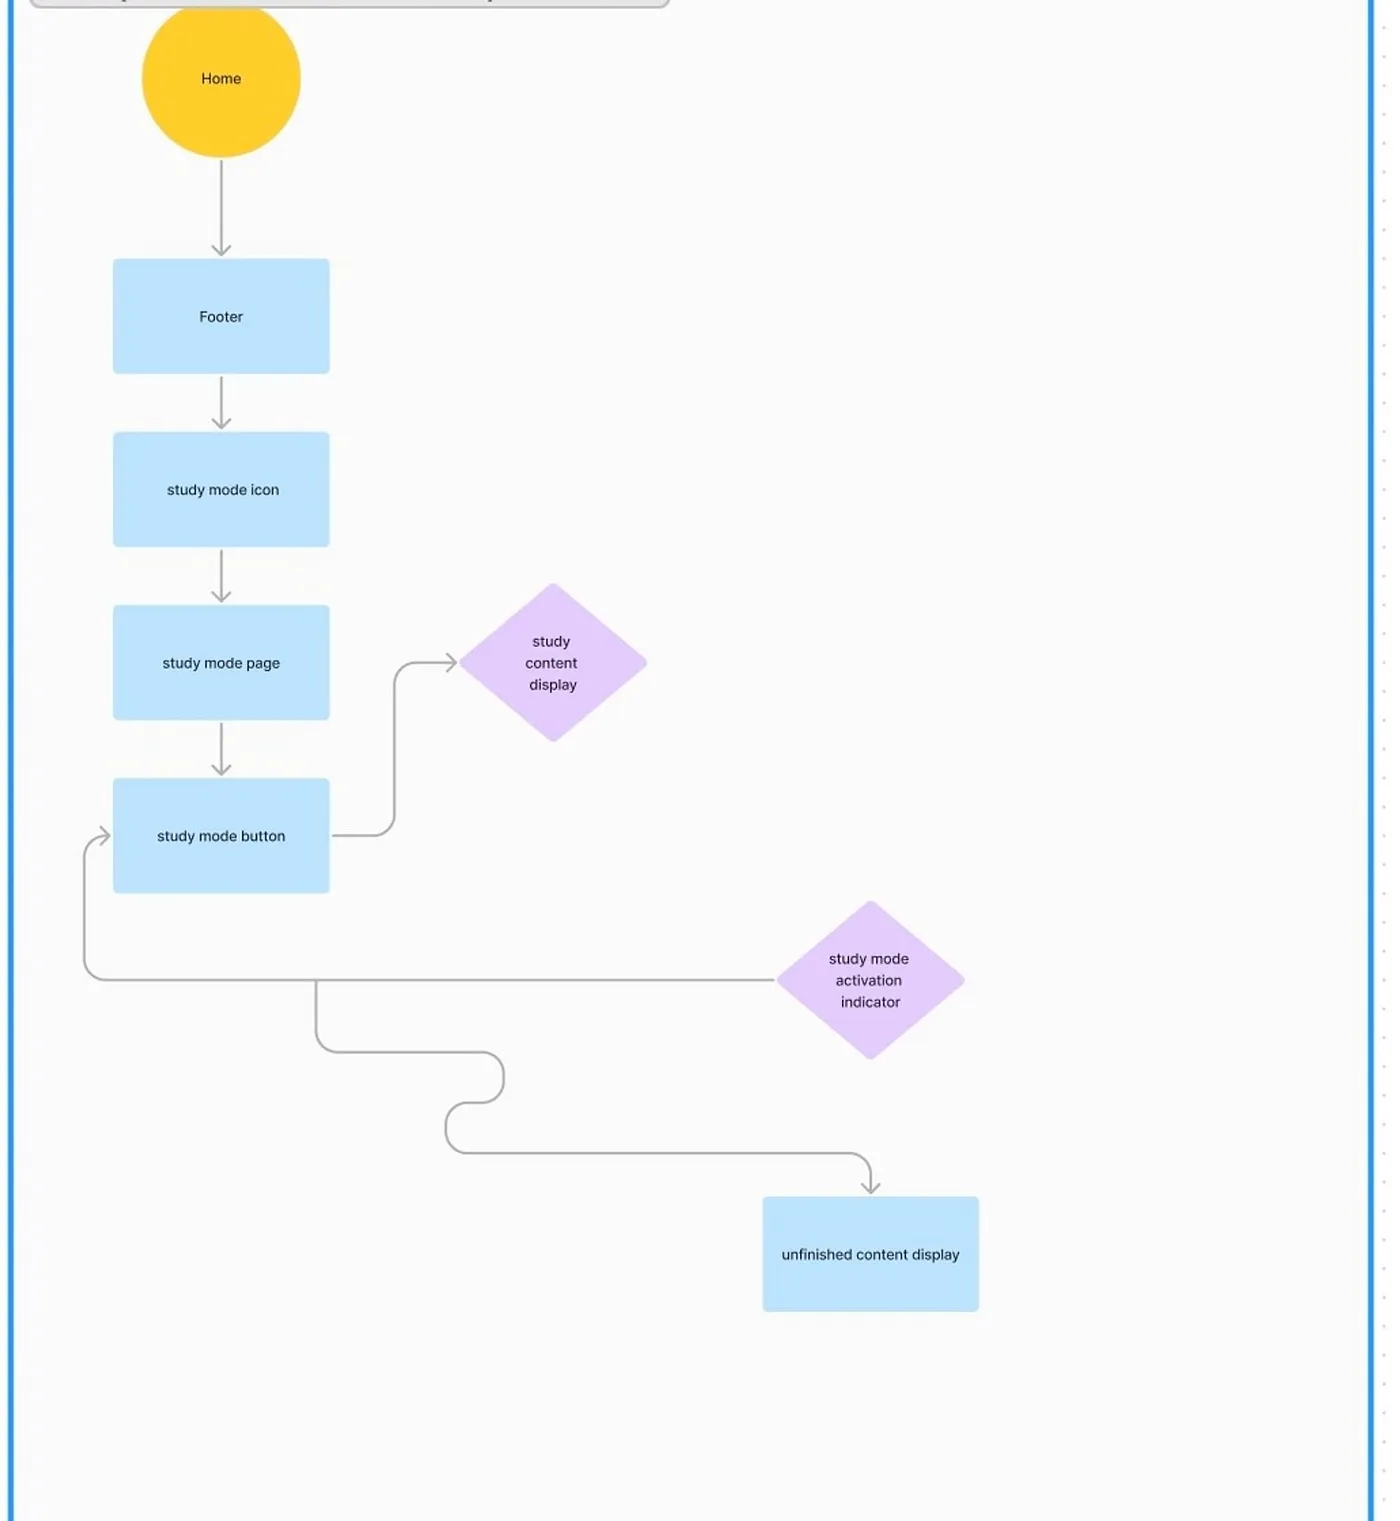 Home
Footer
study mode icon
study mode page
study
content
display
study mode button
study mode
activation
indicator
unfinished content display